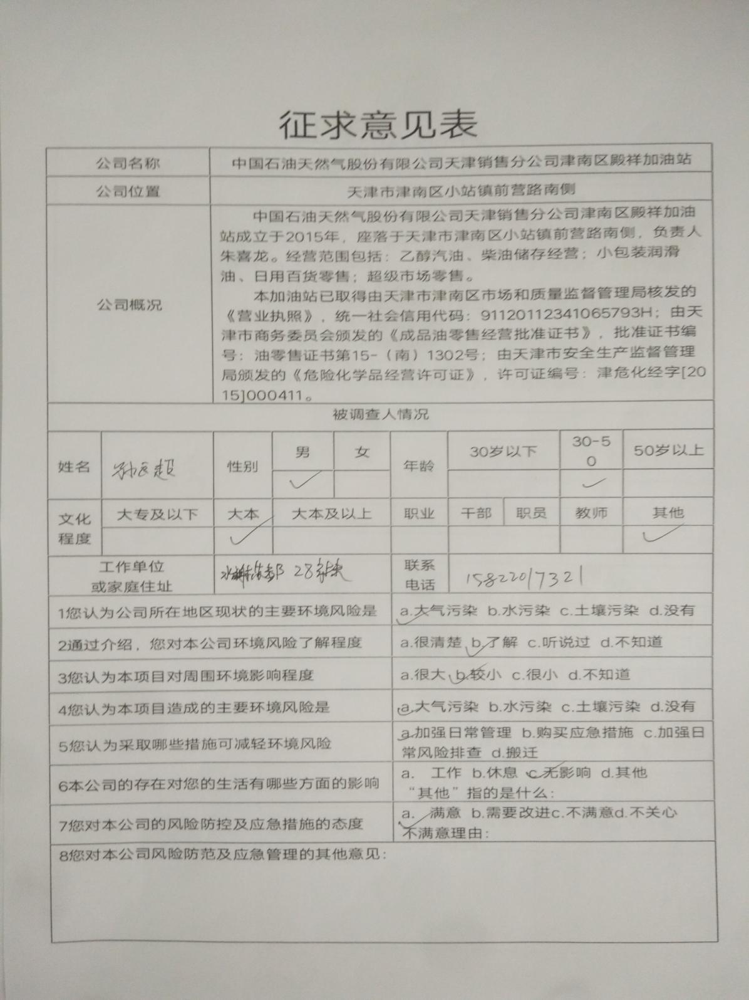 征求意见表
公司名称 中国石油天然气股份有限公司天津销售分公司津南区殿祥加油站
公司位置 天津市津南区小站镇前营路南侧
公司概况
中国石油天然气股份有限公司天津销售分公司津南区殿祥加油
站成立于2015年，座落于天津市津南区小站镇前营路南侧，负责人
朱喜龙。经营范围包括：乙醇汽油、柴油储存经营；小包装润滑
油、日用百货零售；超级市场零售。
本加油站已取得由天津市津南区市场和质量监督管理局核发的
《营业执照》，统一社会信用代码：91120112341065793H；由天
津市商务委员会颁发的《成品油零售经营批准证书》，批准证书编
号：油零售证书第15-（南）1302号；由天津市安全生产监督管理
局颁发的《危险化学品经营许可证》，许可证编号：津危化经字[20
15]000411。
被调查人情况
姓名 性别 男 女 年龄 30岁以下 30-5
0 50岁以上
✓ ✓
文化
程度 大专及以下 大本 大本及以上 职业 干部 职员 教师 其他
✓ ✓
工作单位
或家庭住址 28 联系
电话 15822017321
1您认为公司所在地区现状的主要环境风险是 a.大气污染 b.水污染 c.土壤污染 d.没有
2通过介绍，您对本公司环境风险了解程度 a.很清楚 b.了解 c.听说过 d.不知道
3您认为本项目对周围环境影响程度 a.很大 b.较小 c.很小 d.不知道
4您认为本项目造成的主要环境风险是 a.大气污染 b.水污染 c.土壤污染 d.没有
5您认为采取哪些措施可减轻环境风险 a.加强日常管理 b.购买应急措施 c.加强日
常风险排查 d.搬迁
6本公司的存在对您的生活有哪些方面的影响 a. 工作 b.休息 c.无影响 d.其他
“其他”指的是什么：
7您对本公司的风险防控及应急措施的态度 a. 满意 b.需要改进c.不满意d.不关心
不满意理由：
8您对本公司风险防范及应急管理的其他意见：